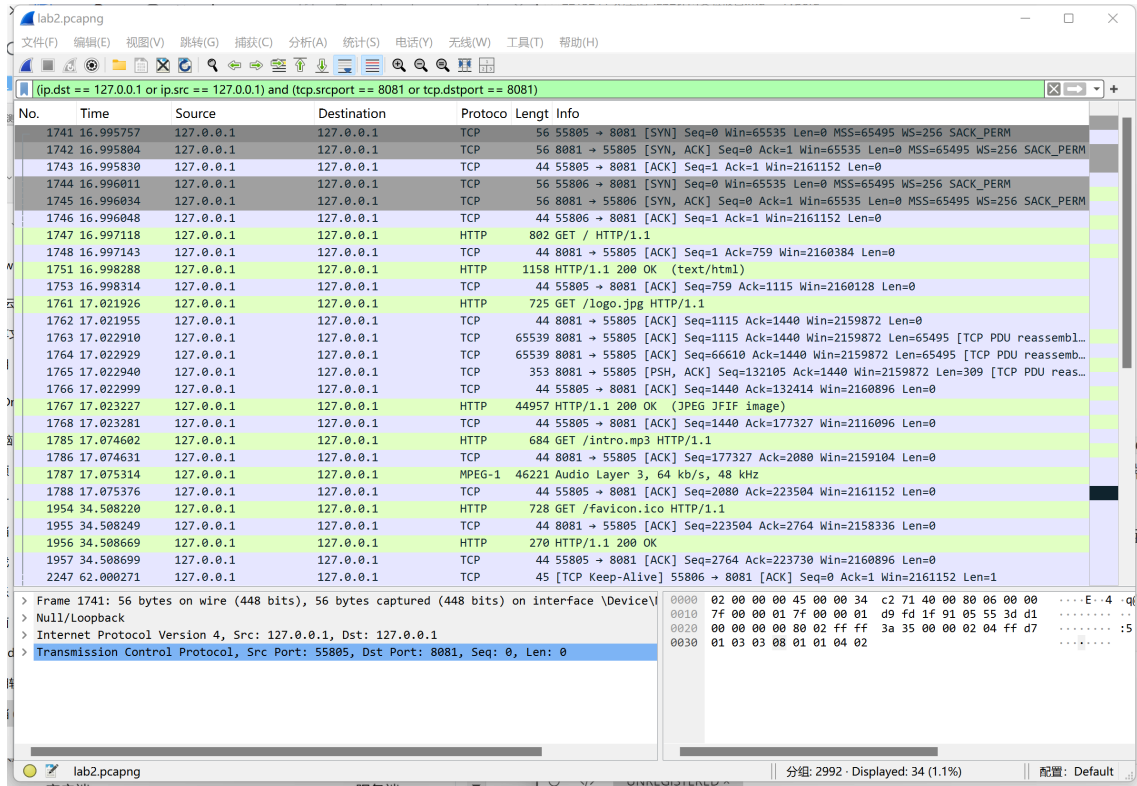 lab2.pcapng
文件(F) 编辑(E) 视图(V) 跳转(G) 捕获(C) 分析(A) 统计(S) 电话(Y) 无线(W) 工具(T) 帮助(H)
(ip.dst == 127.0.0.1 or ip.src == 127.0.0.1) and (tcp.srcport == 8081 or tcp.dstport == 8081)
No. Time Source Destination Protoco Lengt Info
1741 16.995757 127.0.0.1 127.0.0.1 TCP 56 55805 → 8081 [SYN] Seq=0 Win=65535 Len=0 MSS=65495 WS=256 SACK_PERM
1742 16.995804 127.0.0.1 127.0.0.1 TCP 56 8081 → 55805 [SYN, ACK] Seq=0 Ack=1 Win=65535 Len=0 MSS=65495 WS=256 SACK_PERM
1743 16.995830 127.0.0.1 127.0.0.1 TCP 44 55805 → 8081 [ACK] Seq=1 Ack=1 Win=2161152 Len=0
1744 16.996011 127.0.0.1 127.0.0.1 TCP 56 55806 → 8081 [SYN] Seq=0 Win=65535 Len=0 MSS=65495 WS=256 SACK_PERM
1745 16.996034 127.0.0.1 127.0.0.1 TCP 56 8081 → 55806 [SYN, ACK] Seq=0 Ack=1 Win=65535 Len=0 MSS=65495 WS=256 SACK_PERM
1746 16.996048 127.0.0.1 127.0.0.1 TCP 44 55806 → 8081 [ACK] Seq=1 Ack=1 Win=2161152 Len=0
1747 16.997118 127.0.0.1 127.0.0.1 HTTP 802 GET / HTTP/1.1
1748 16.997143 127.0.0.1 127.0.0.1 TCP 44 8081 → 55805 [ACK] Seq=1 Ack=759 Win=2160384 Len=0
1751 16.998288 127.0.0.1 127.0.0.1 HTTP 1158 HTTP/1.1 200 OK (text/html)
1753 16.998314 127.0.0.1 127.0.0.1 TCP 44 55805 → 8081 [ACK] Seq=759 Ack=1115 Win=2160128 Len=0
1761 17.021926 127.0.0.1 127.0.0.1 HTTP 725 GET /logo.jpg HTTP/1.1
1762 17.021955 127.0.0.1 127.0.0.1 TCP 44 8081 → 55805 [ACK] Seq=1115 Ack=1440 Win=2159872 Len=0
1763 17.022910 127.0.0.1 127.0.0.1 TCP 65539 8081 → 55805 [ACK] Seq=1115 Ack=1440 Win=2159872 Len=65495 [TCP PDU reassembl…
1764 17.022929 127.0.0.1 127.0.0.1 TCP 65539 8081 → 55805 [ACK] Seq=66610 Ack=1440 Win=2159872 Len=65495 [TCP PDU reassemb…
1765 17.022940 127.0.0.1 127.0.0.1 TCP 353 8081 → 55805 [PSH, ACK] Seq=132105 Ack=1440 Win=2159872 Len=309 [TCP PDU reas…
1766 17.022999 127.0.0.1 127.0.0.1 TCP 44 55805 → 8081 [ACK] Seq=1440 Ack=132414 Win=2160896 Len=0
1767 17.023227 127.0.0.1 127.0.0.1 HTTP 44957 HTTP/1.1 200 OK (JPEG JFIF image)
1768 17.023281 127.0.0.1 127.0.0.1 TCP 44 55805 → 8081 [ACK] Seq=1440 Ack=177327 Win=2116096 Len=0
1785 17.074602 127.0.0.1 127.0.0.1 HTTP 684 GET /intro.mp3 HTTP/1.1
1786 17.074631 127.0.0.1 127.0.0.1 TCP 44 8081 → 55805 [ACK] Seq=177327 Ack=2080 Win=2159104 Len=0
1787 17.075314 127.0.0.1 127.0.0.1 MPEG-1 46221 Audio Layer 3, 64 kb/s, 48 kHz
1788 17.075376 127.0.0.1 127.0.0.1 TCP 44 55805 → 8081 [ACK] Seq=2080 Ack=223504 Win=2161152 Len=0
1954 34.508220 127.0.0.1 127.0.0.1 HTTP 728 GET /favicon.ico HTTP/1.1
1955 34.508249 127.0.0.1 127.0.0.1 TCP 44 8081 → 55805 [ACK] Seq=223504 Ack=2764 Win=2158336 Len=0
1956 34.508669 127.0.0.1 127.0.0.1 HTTP 270 HTTP/1.1 200 OK
1957 34.508699 127.0.0.1 127.0.0.1 TCP 44 55805 → 8081 [ACK] Seq=2764 Ack=223730 Win=2160896 Len=0
2247 62.000271 127.0.0.1 127.0.0.1 TCP 45 [TCP Keep-Alive] 55806 → 8081 [ACK] Seq=0 Ack=1 Win=2161152 Len=1
Frame 1741: 56 bytes on wire (448 bits), 56 bytes captured (448 bits) on interface \Device\
Null/Loopback
Internet Protocol Version 4, Src: 127.0.0.1, Dst: 127.0.0.1
Transmission Control Protocol, Src Port: 55805, Dst Port: 8081, Seq: 0, Len: 0
0000 02 00 00 00 45 00 00 34 c2 71 40 00 80 06 00 00 ····E··4 ·q@
0010 7f 00 00 01 7f 00 00 01 d9 fd 1f 91 05 55 3d d1 ········ ··
0020 00 00 00 00 80 02 ff ff 3a 35 00 00 02 04 ff d7 ········ :5
0030 01 03 03 08 01 01 04 02 ········
lab2.pcapng
分组: 2992 · Displayed: 34 (1.1%)
配置: Default